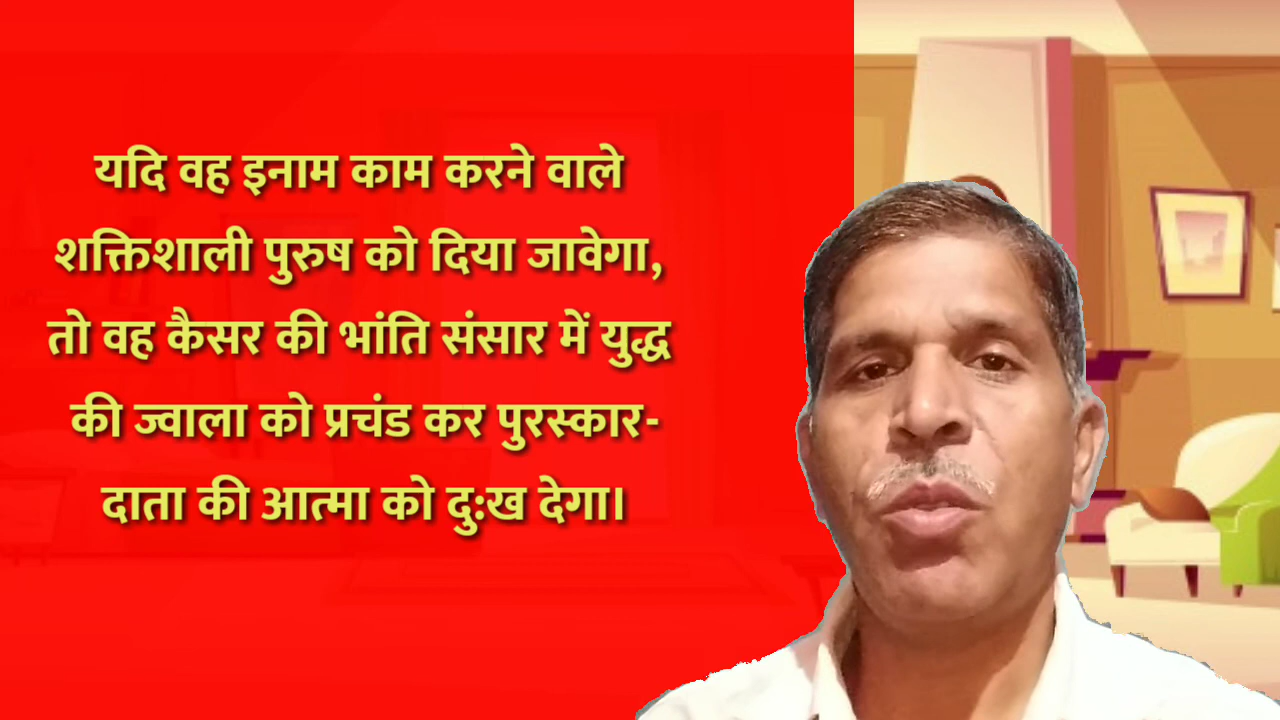 यदि वह इनाम काम करने वाले
शक्तिशाली पुरुष को दिया जावेगा,
तो वह कैसर की भांति संसार में युद्ध
की ज्वाला को प्रचंड कर पुरस्कार-
दाता की आत्मा को दु:ख देगा।